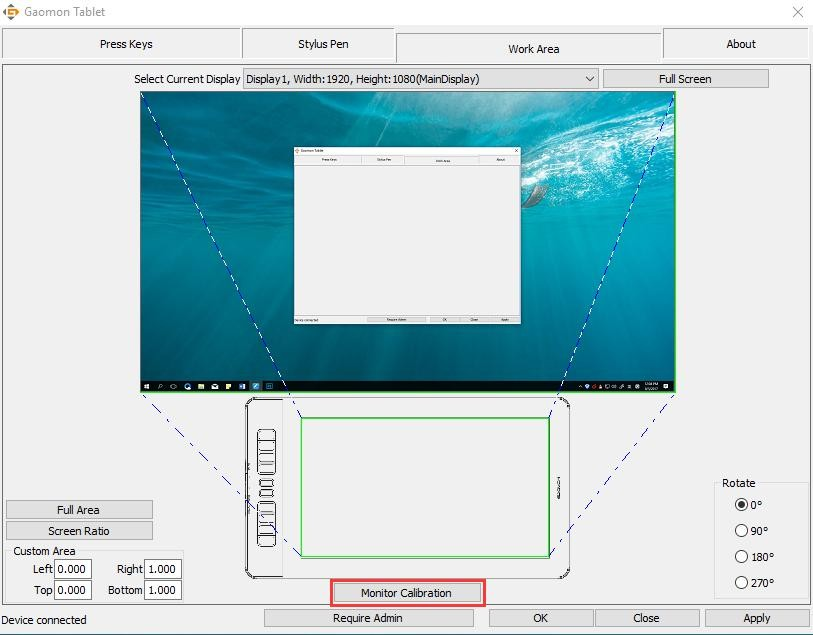 Gaomon Tablet
Press Keys
Stylus Pen
Work Area
About
Select Current Display
Display1, Width:1920, Height:1080(MainDisplay)
Full Screen
Gaomon Tablet
Press Keys
Stylus Pen
Work Area
About
Device connected
Require Admin
OK
Close
Apply
Full Area
Screen Ratio
Custom Area
Left 0.000 Right 1.000
Top 0.000 Bottom 1.000
Rotate
0°
90°
180°
270°
Monitor Calibration
Device connected
Require Admin
OK
Close
Apply